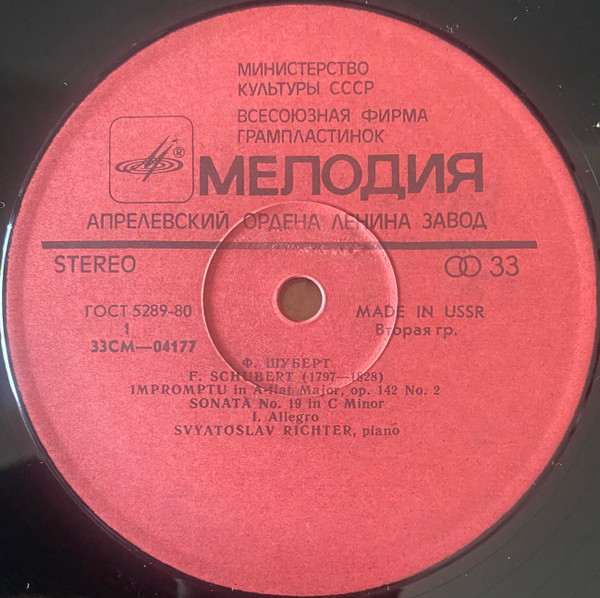 МИНИСТЕРСТВО
КУЛЬТУРЫ СССР
ВСЕСОЮЗНАЯ ФИРМА
ГРАМПЛАСТИНОК
® МЕЛОДИЯ
АПРЕЛЕВСКИЙ ОРДЕНА ЛЕНИНА ЗАВОД
STEREO 33
ГОСТ 5289-80 MADE IN USSR
1 Вторая гр.
33СМ—04177
Ф. ШУБЕРТ
F. SCHUBERT (1797—1828)
IMPROMPTU in A-flat Major, op. 142 No. 2
SONATA No. 19 in C Minor
I. Allegro
SVYATOSLAV RICHTER, piano